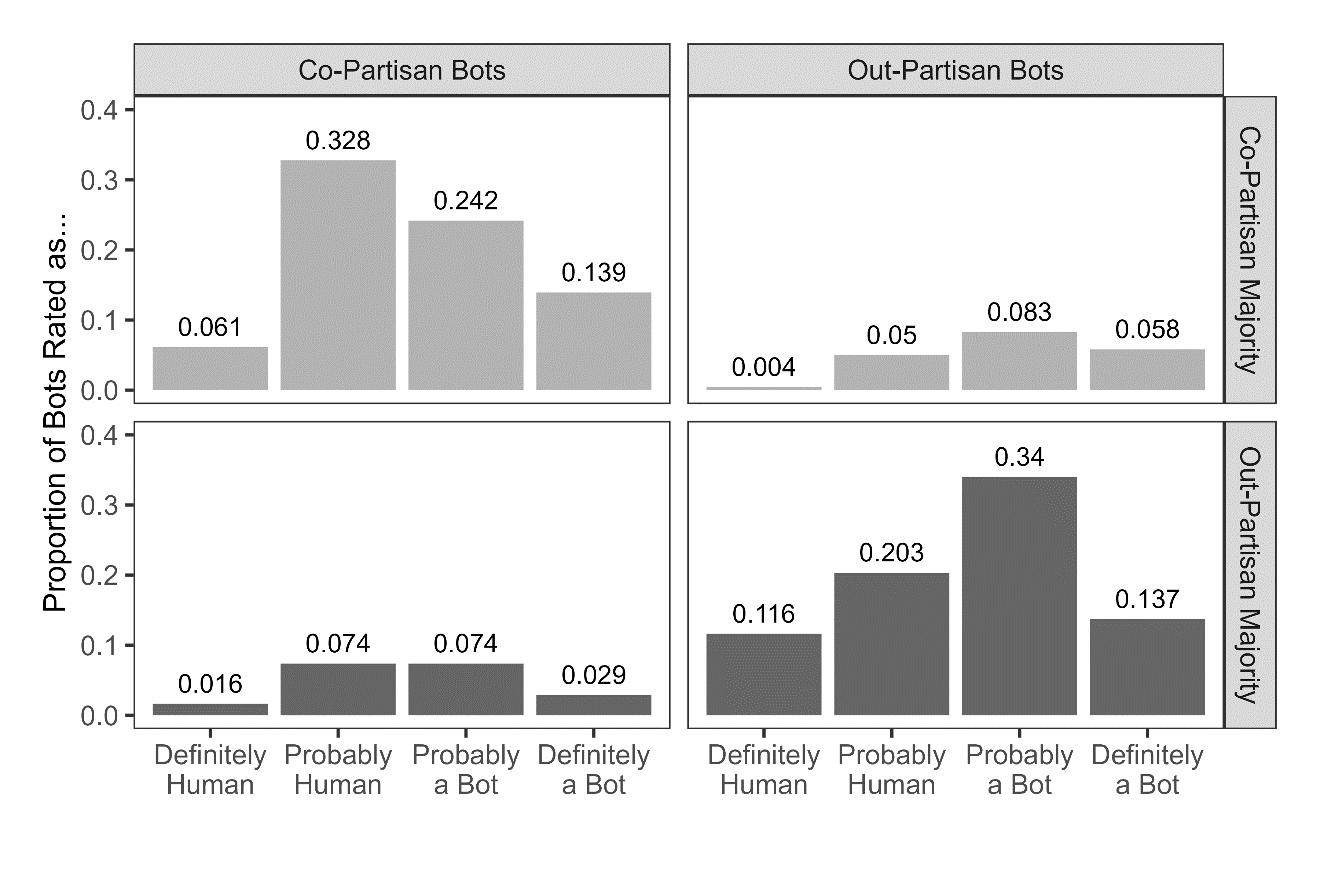 Co-Partisan Bots
Out-Partisan Bots
Proportion of Bots Rated as...
Co-Partisan Majority
0.4
0.3
0.2
0.1
0.0
0.061
0.328
0.242
0.139
0.004
0.05
0.083
0.058
Out-Partisan Majority
0.4
0.3
0.2
0.1
0.0
0.016
0.074
0.074
0.029
0.116
0.203
0.34
0.137
Definitely
Human
Probably
Human
Probably
a Bot
Definitely
a Bot
Definitely
Human
Probably
Human
Probably
a Bot
Definitely
a Bot